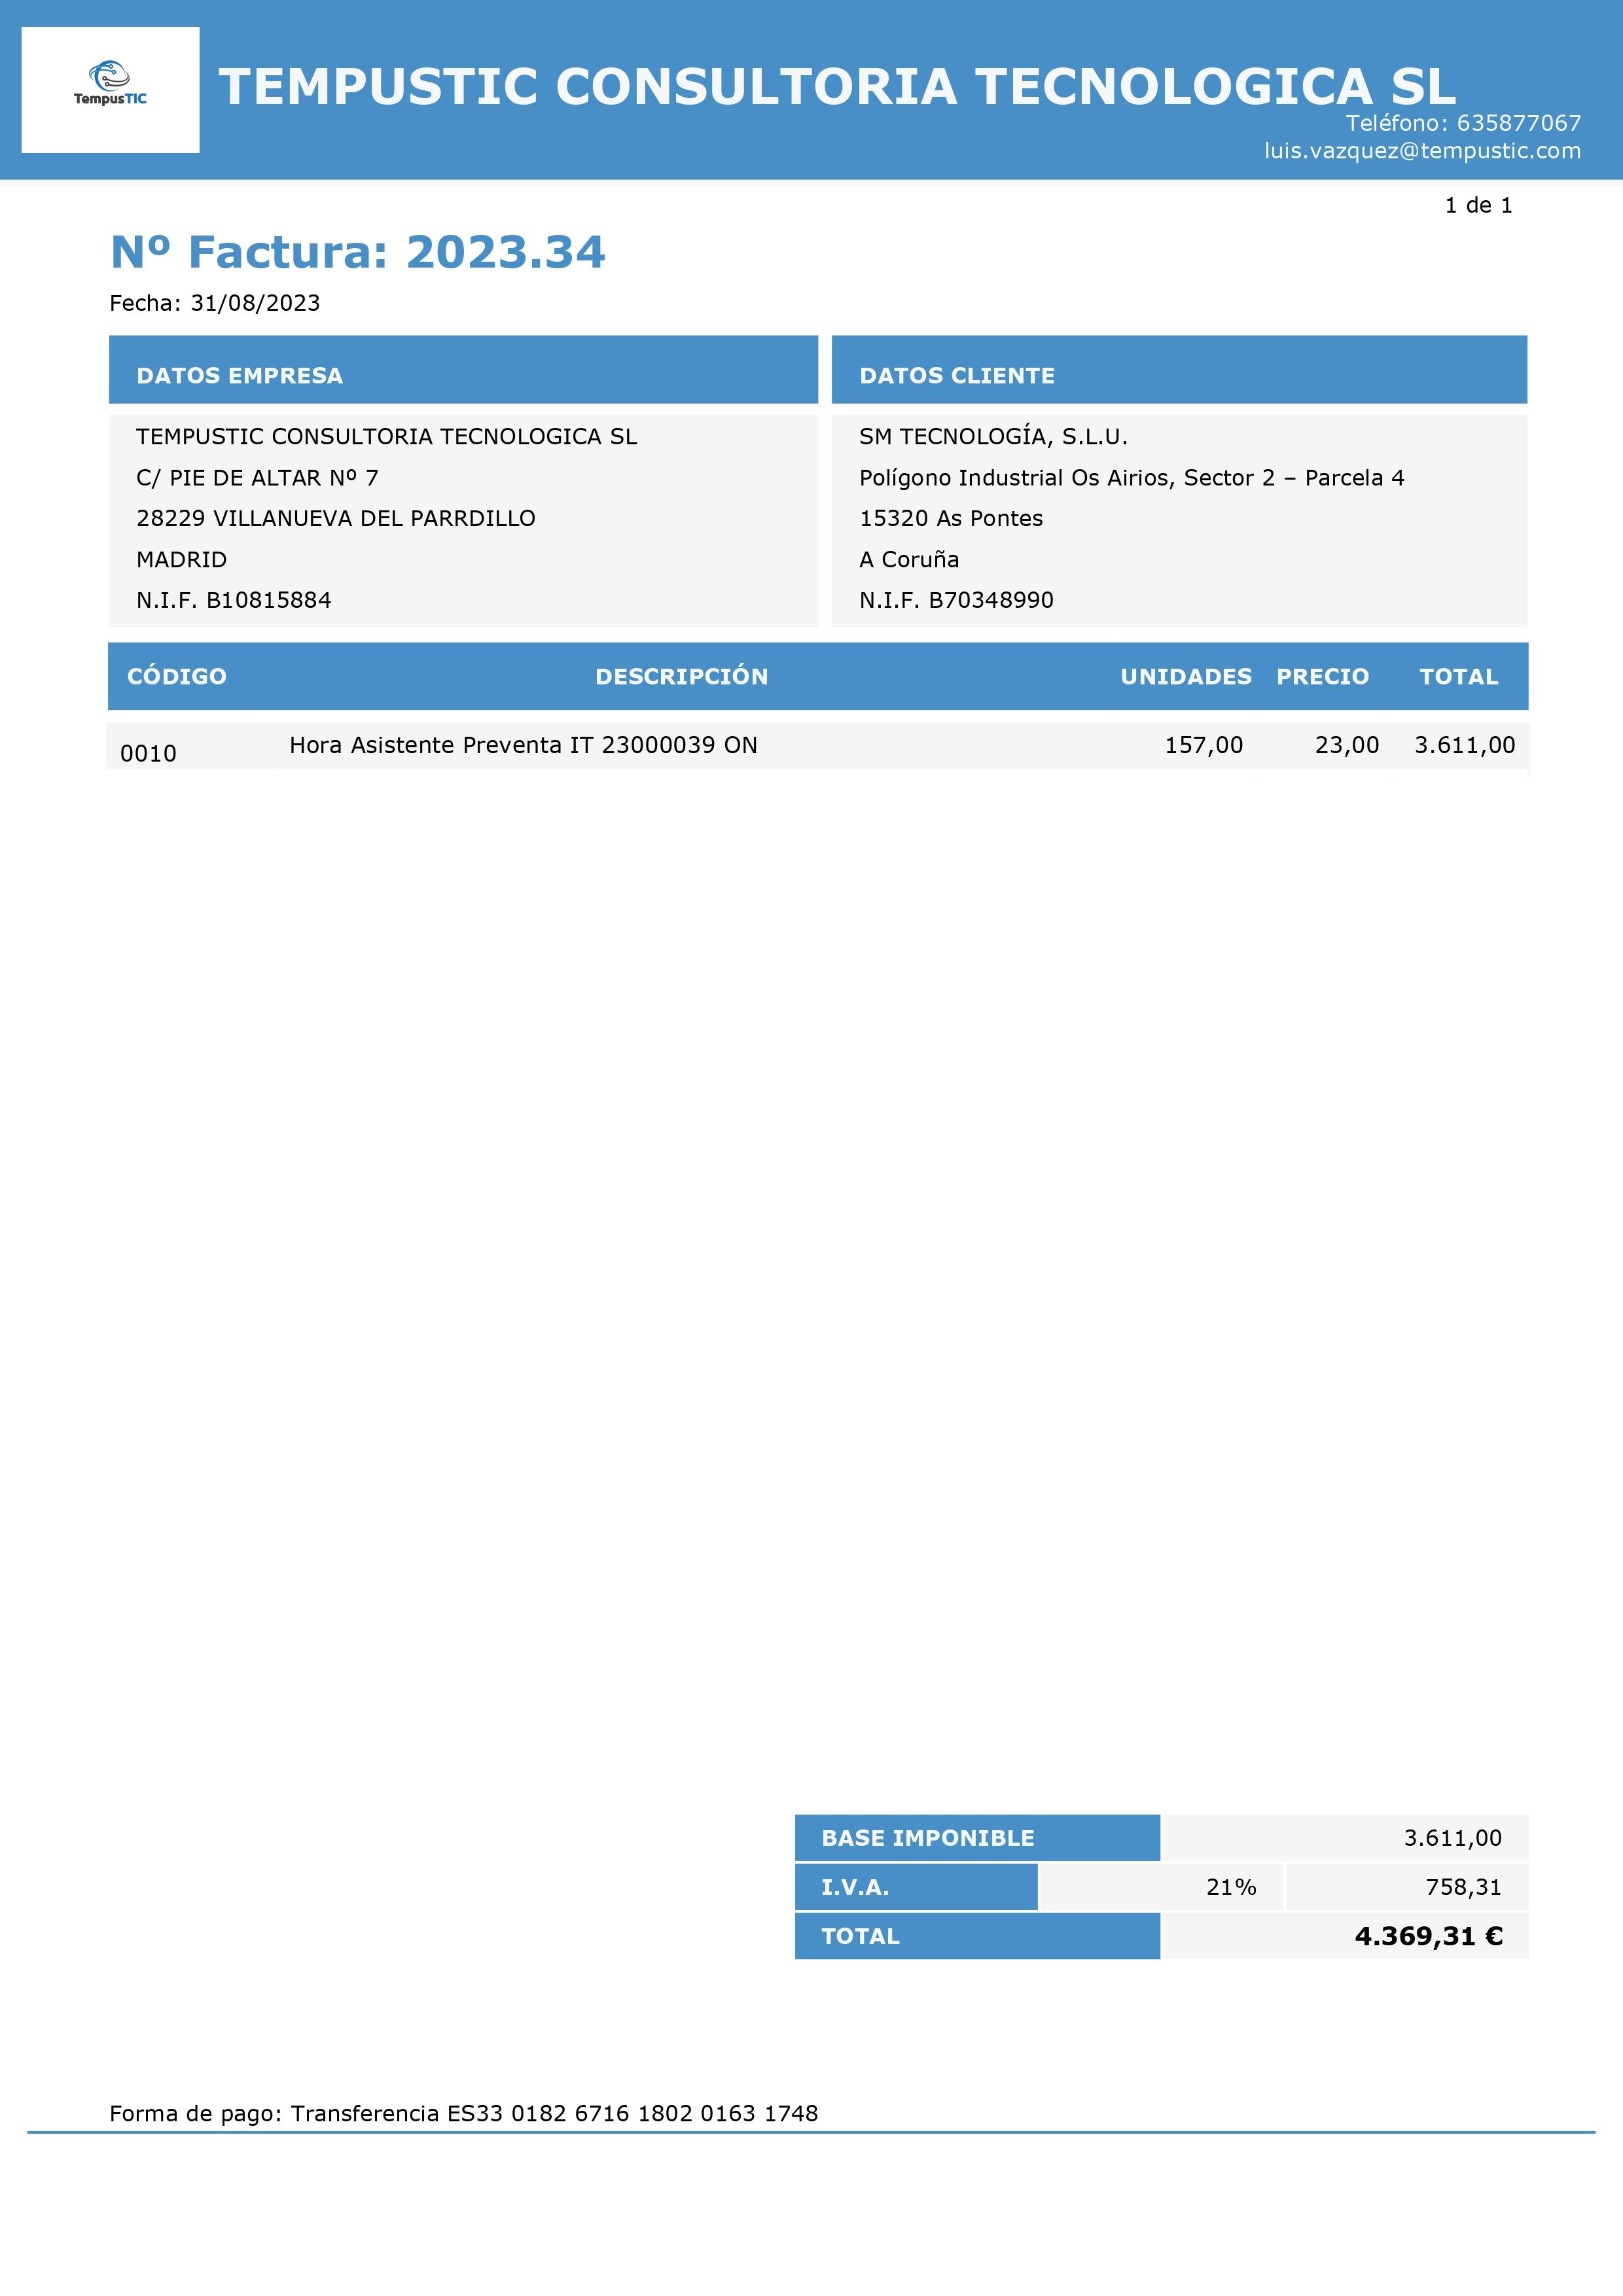 TempusTIC
TEMPUSTIC CONSULTORIA TECNOLOGICA SL
Teléfono: 635877067
luis.vazquez@tempustic.com
1 de 1
Nº Factura: 2023.34
Fecha: 31/08/2023
DATOS EMPRESA
TEMPUSTIC CONSULTORIA TECNOLOGICA SL
C/ PIE DE ALTAR Nº 7
28229 VILLANUEVA DEL PARRDILLO
MADRID
N.I.F. B10815884
DATOS CLIENTE
SM TECNOLOGÍA, S.L.U.
Polígono Industrial Os Airios, Sector 2 – Parcela 4
15320 As Pontes
A Coruña
N.I.F. B70348990
CÓDIGO DESCRIPCIÓN UNIDADES PRECIO TOTAL
0010 Hora Asistente Preventa IT 23000039 ON 157,00 23,00 3.611,00
BASE IMPONIBLE 3.611,00
I.V.A. 21% 758,31
TOTAL 4.369,31 €
Forma de pago: Transferencia ES33 0182 6716 1802 0163 1748